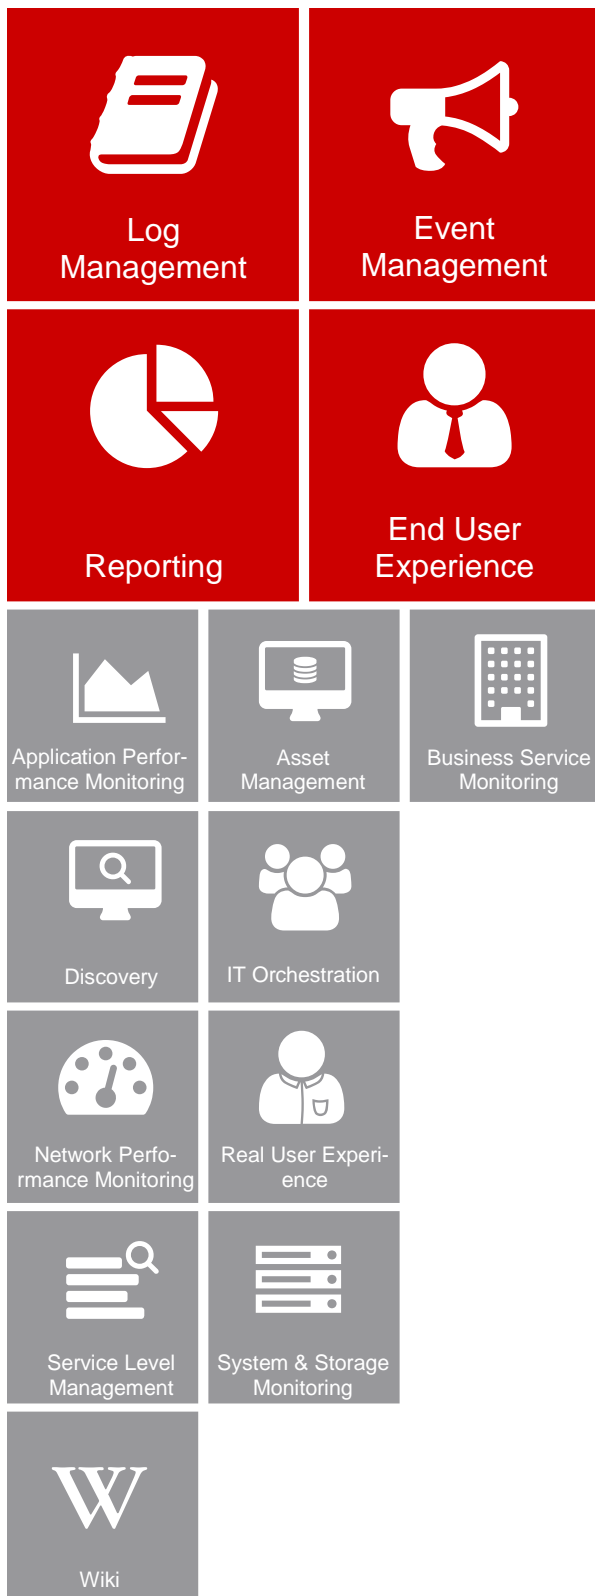 Log
Management
Event
Management
Reporting
End User
Experience
Application Perfor-
mance Monitoring
Asset
Management
Business Service
Monitoring
Discovery
IT Orchestration
Network Perfo-
rmance Monitoring
Real User Experi-
ence
Service Level
Management
System & Storage
Monitoring
W
Wiki